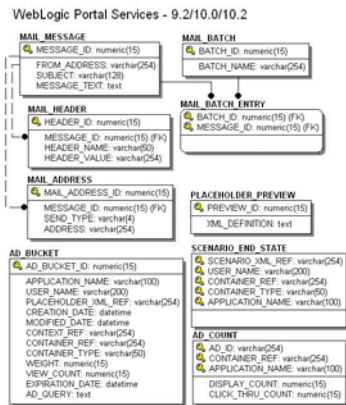 WebLogic Portal Services - 9.2/10.0/10.2
MAIL_MESSAGE
MESSAGE_ID: numeric(15)
FROM_ADDRESS: varchar(254)
SUBJECT: varchar(128)
MESSAGE_TEXT: text
MAIL_BATCH
BATCH_ID: numeric(15)
BATCH_NAME: varchar(254)
MAIL_BATCH_ENTRY
BATCH_ID: numeric(15) (FK)
MESSAGE_ID: numeric(15) (FK)
MAIL_HEADER
HEADER_ID: numeric(15)
MESSAGE_ID: numeric(15) (FK)
HEADER_NAME: varchar(50)
HEADER_VALUE: varchar(254)
MAIL_ADDRESS
MAIL_ADDRESS_ID: numeric(15)
MESSAGE_ID: numeric(15) (FK)
SEND_TYPE: varchar(4)
ADDRESS: varchar(254)
PLACEHOLDER_PREVIEW
PREVIEW_ID: numeric(15)
XML_DEFINITION: text
AD_BUCKET
AD_BUCKET_ID: numeric(15)
APPLICATION_NAME: varchar(100)
USER_NAME: varchar(200)
PLACEHOLDER_XML_REF: varchar(254)
CREATION_DATE: datetime
MODIFIED_DATE: datetime
CONTEXT_REF: varchar(254)
CONTAINER_REF: varchar(254)
CONTAINER_TYPE: varchar(50)
WEIGHT: numeric(15)
VIEW_COUNT: numeric(15)
EXPIRATION_DATE: datetime
AD_QUERY: text
SCENARIO_END_STATE
SCENARIO_XML_REF: varchar(254)
USER_NAME: varchar(200)
CONTAINER_REF: varchar(254)
CONTAINER_TYPE: varchar(50)
APPLICATION_NAME: varchar(100)
AD_COUNT
AD_ID: varchar(254)
CONTAINER_REF: varchar(254)
APPLICATION_NAME: varchar(100)
DISPLAY_COUNT: numeric(15)
CLICK_THRU_COUNT: numeric(15)